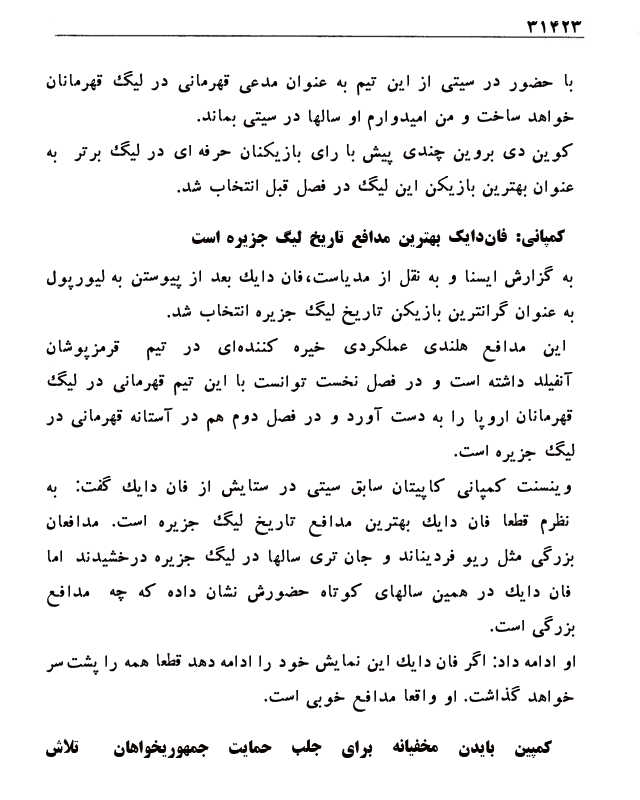 ۳۱۴۲۳
با حضور در سیتی از این تیم به عنوان مدعی قهرمانی در لیگ قهرمانان
خواهد ساخت و من امیدوارم او سالها در سیتی بماند.
کوین دی بروین چندی پیش با رای بازیکنان حرفه ای در لیگ برتر به
عنوان بهترین بازیکن این لیگ در فصل قبل انتخاب شد.
کمپانی: فان‌دایک بهترین مدافع تاریخ لیگ جزیره است
به گزارش ایسنا و به نقل از مدیاست،فان دایك بعد از پیوستن به لیورپول
به عنوان گرانترین بازیکن تاریخ لیگ جزیره انتخاب شد.
این مدافع هلندی عملکردی خیره کننده‌ای در تیم قرمزپوشان
آنفیلد داشته است و در فصل نخست توانست با این تیم قهرمانی در لیگ
قهرمانان اروپا را به دست آورد و در فصل دوم هم در آستانه قهرمانی در
لیگ جزیره است.
وینسنت کمپانی کاپیتان سابق سیتی در ستایش از فان دایك گفت: به
نظرم قطعا فان دایك بهترین مدافع تاریخ لیگ جزیره است. مدافعان
بزرگی مثل ریو فردیناند و جان تری سالها در لیگ جزیره درخشیدند اما
فان دایك در همین سالهای کوتاه حضورش نشان داده که چه مدافع
بزرگی است.
او ادامه داد: اگر فان دایك این نمایش خود را ادامه دهد قطعا همه را پشت سر
خواهد گذاشت. او واقعا مدافع خوبی است.
کمپین بایدن مخفیانه برای جلب حمایت جمهوریخواهان تلاش